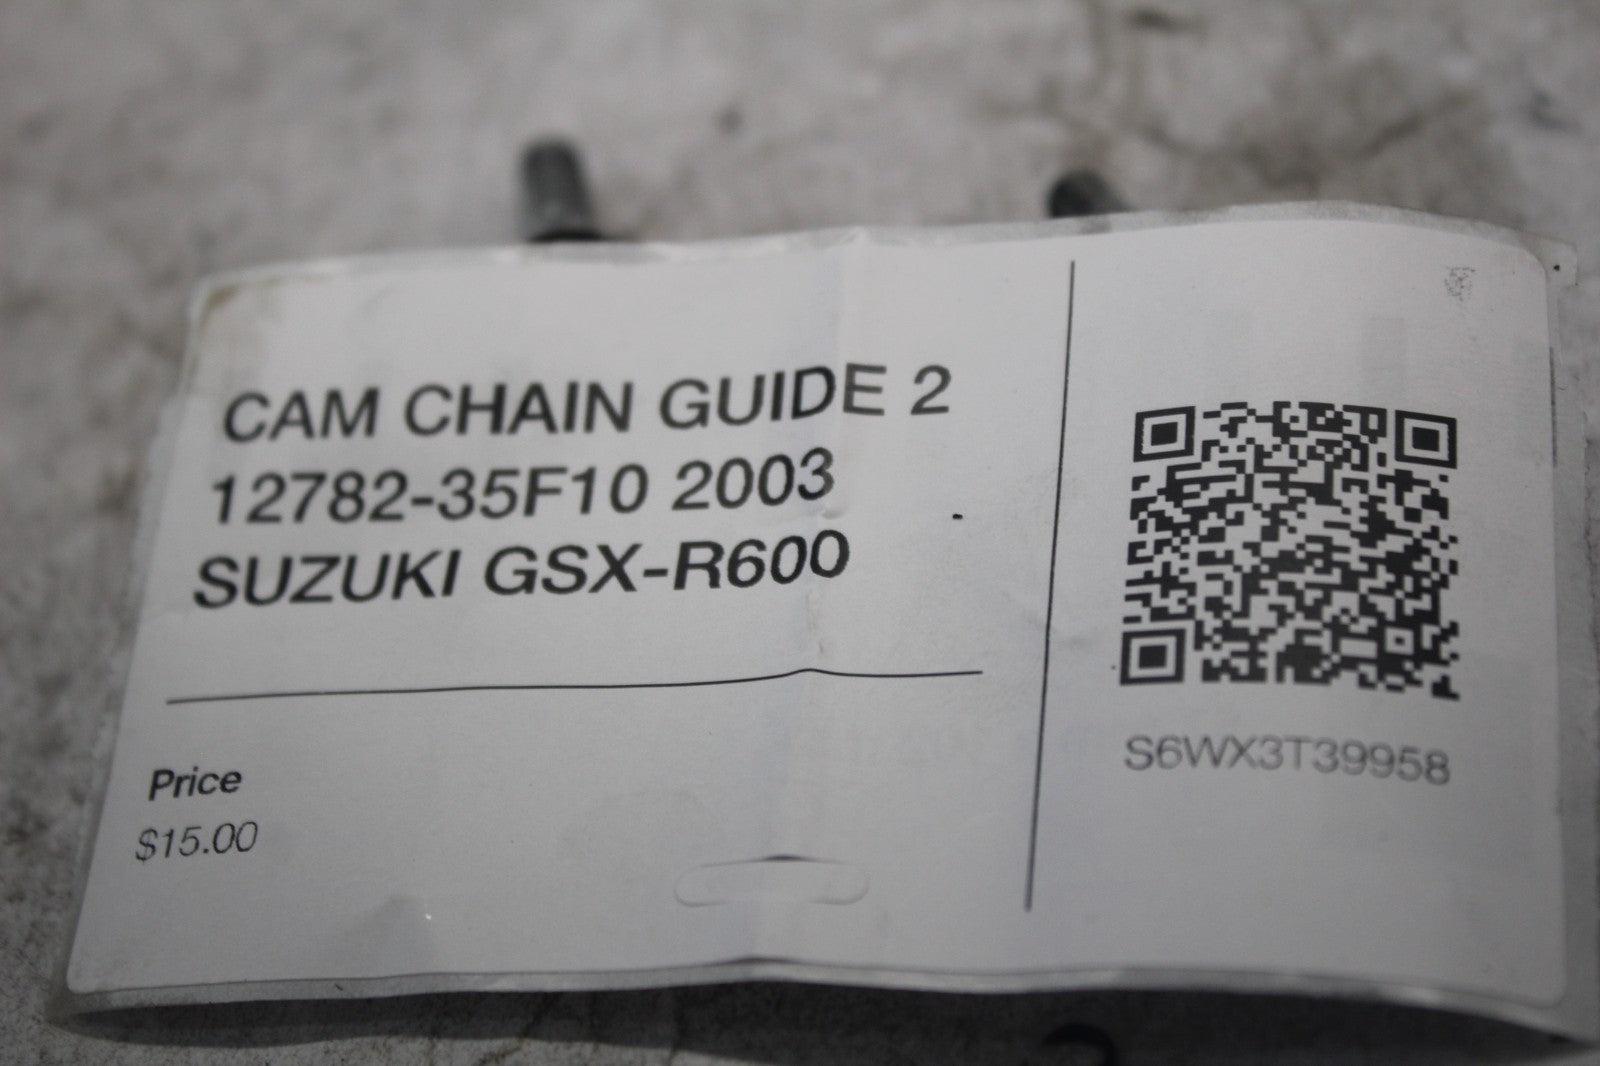 CAM CHAIN GUIDE 2
12782-35F10 2003
SUZUKI GSX-R600
Price
$15.00
S6WX3T39958